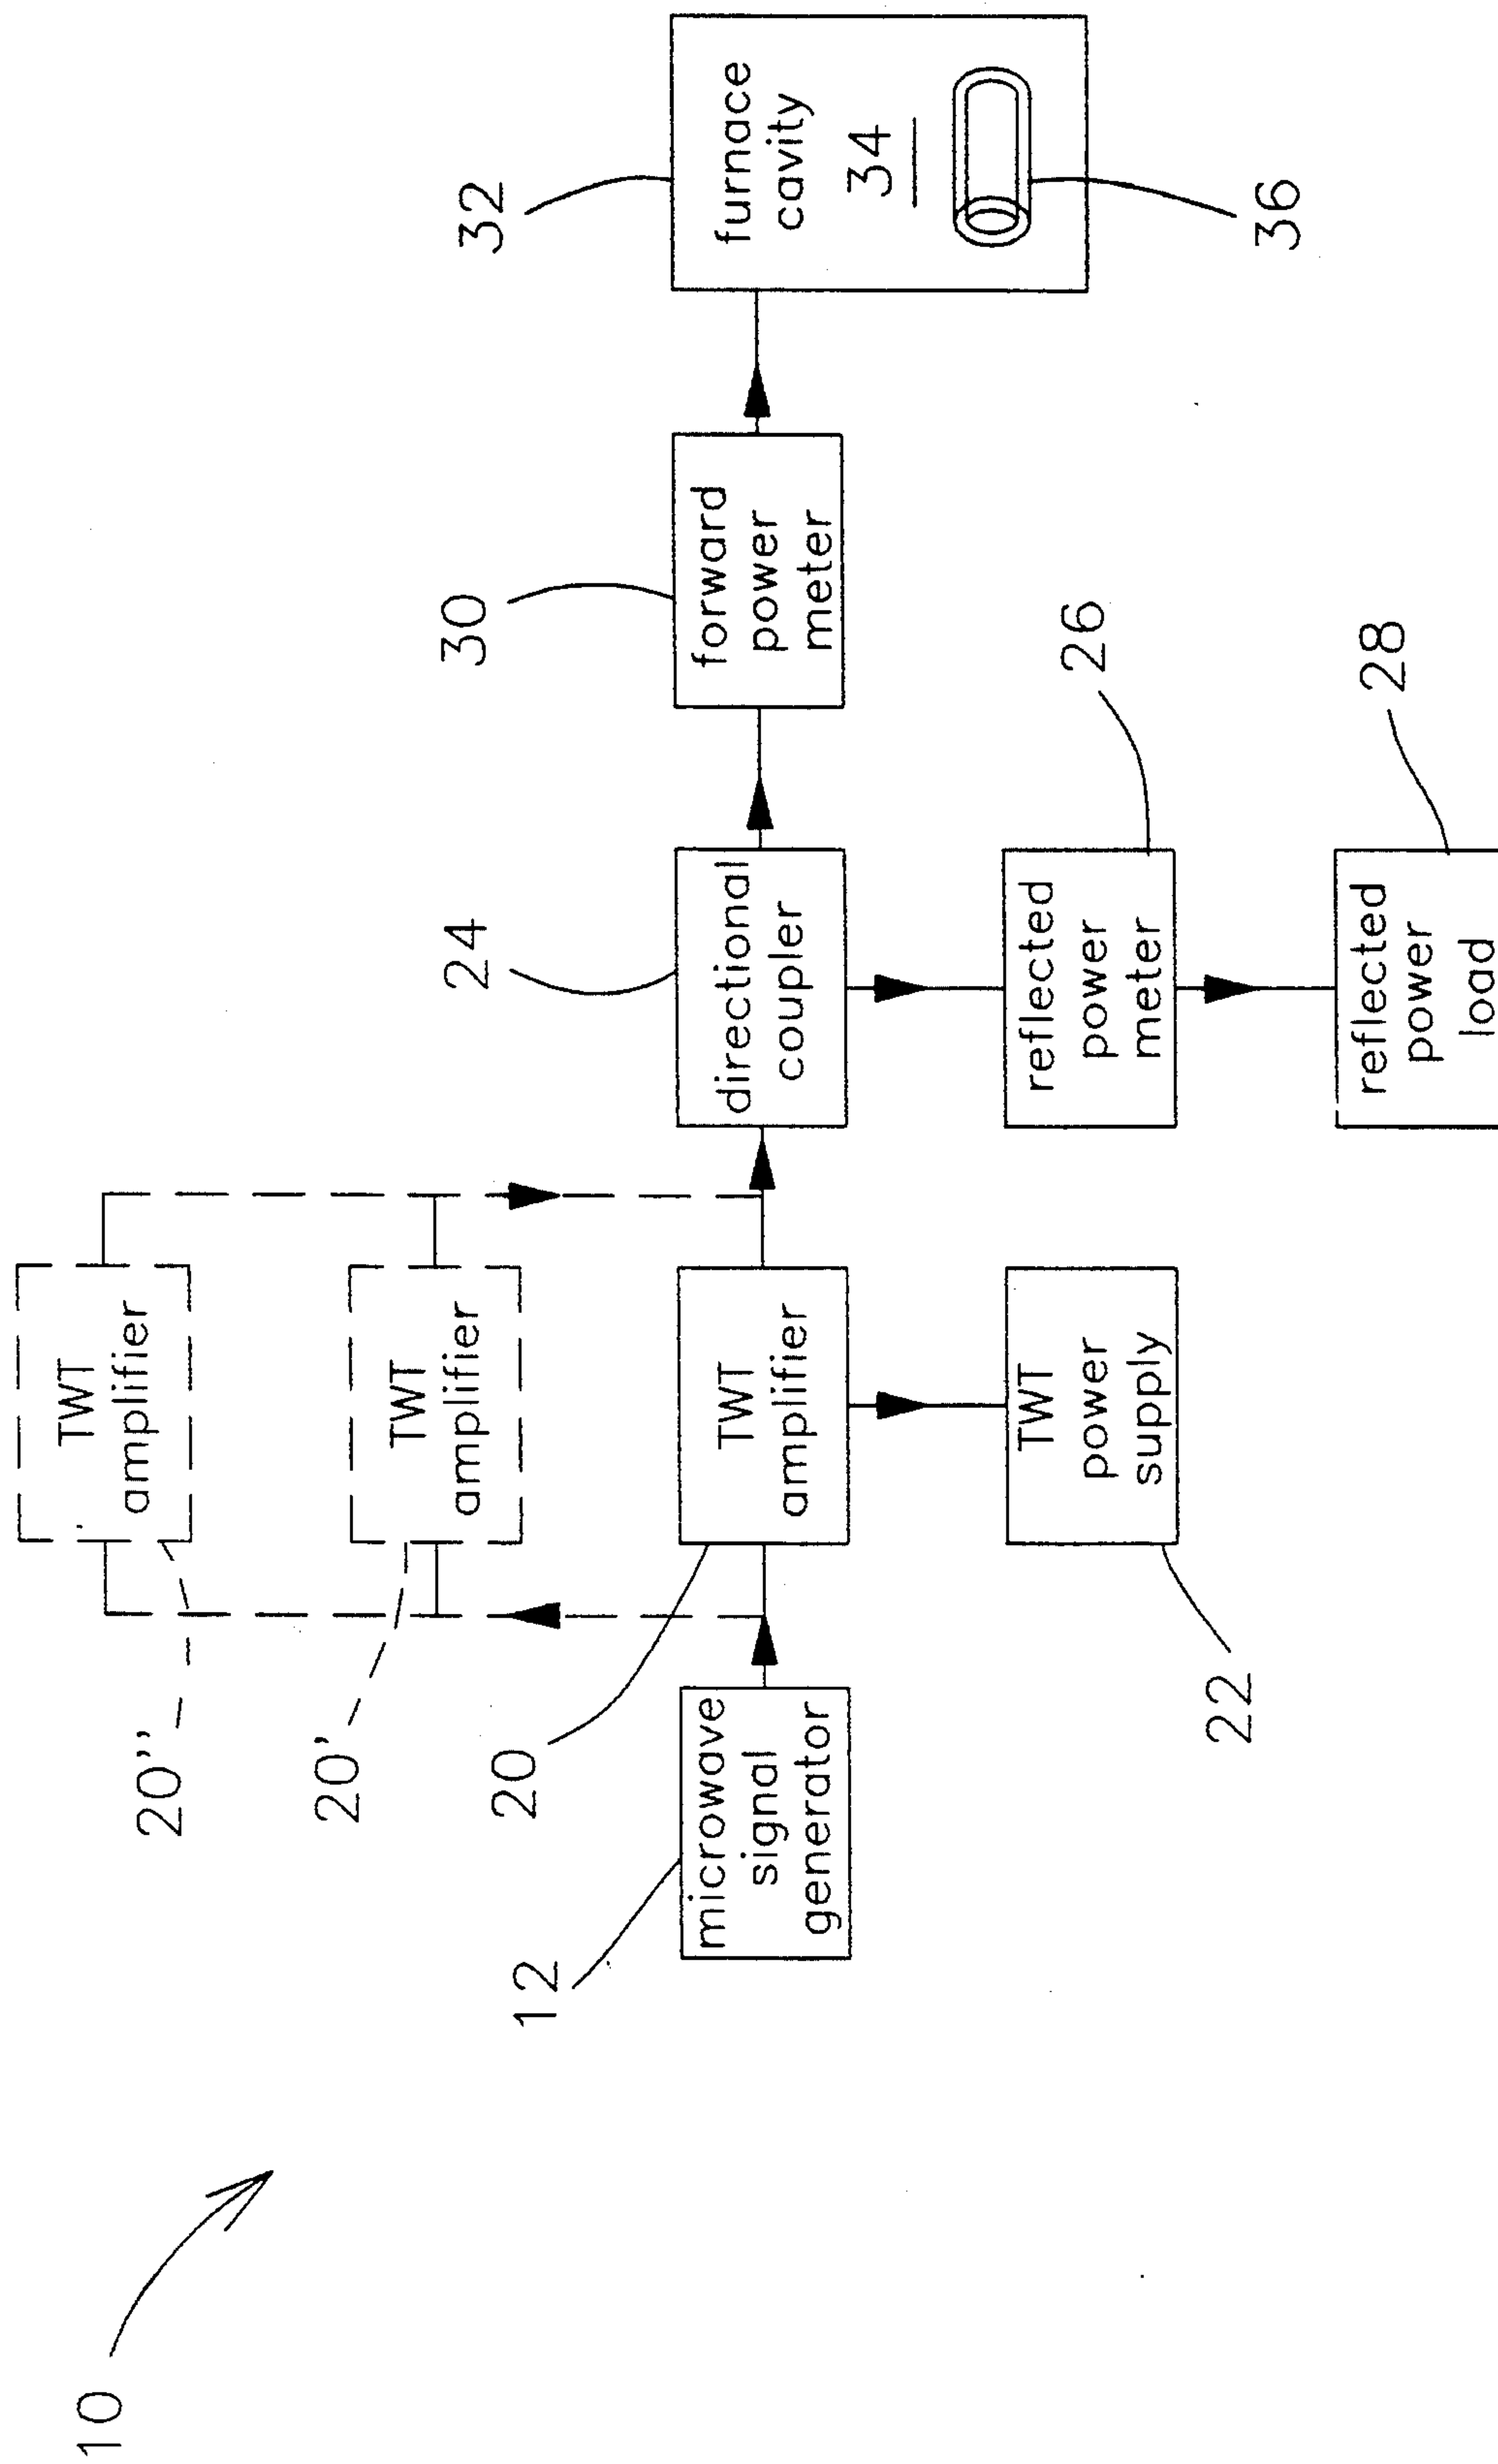 10
20''
TWT
amplifier
20'
TWT
amplifier
20
TWT
amplifier
12
microwave
signal
generator
22
TWT
power
supply
24
directional
coupler
26
reflected
power
meter
28
reflected
power
load
30
forward
power
meter
32
furnace
cavity
34
36